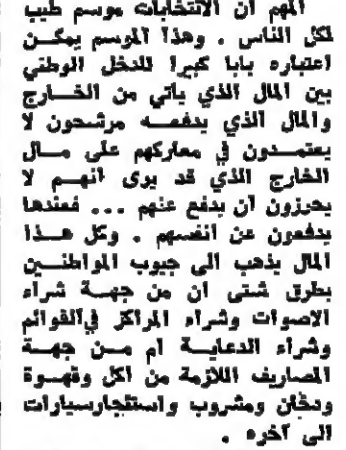 المهم ان الانتخابات موسم طيب
لكل الناس . وهذا الموسم يمكن
اعتباره بابا كبيرا للدخل الوطني
بين المال الذي يأتي من الخارج
والمال الذي يدفعه مرشحون لا
يعتمدون في معاركهم على مال
الخارج الذي قد يرى انهم لا
يحرزون ان يدفع عنهم ... فعندها
يدفعون عن انفسهم . وكل هذا
المال يذهب الى جيوب المواطنين
بطرق شتى ان من جهة شراء
الاصوات وشراء المراكز في القوائم
وشراء الدعاية ام من جهة
المصاريف اللازمة من اكل وقهوة
ودخان ومشروب واستئجار سيارات
الى آخره .